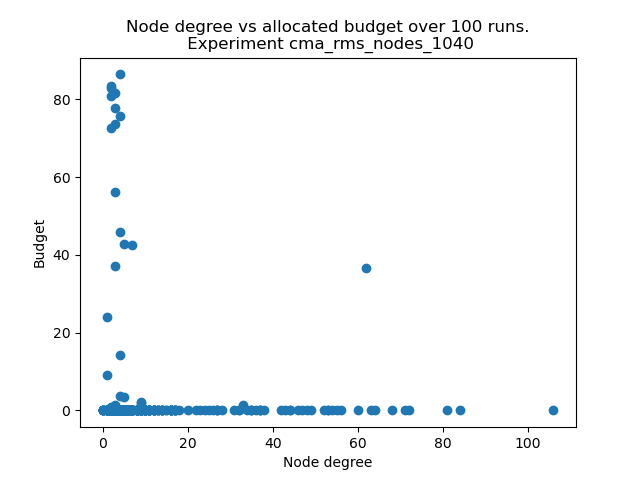 Node degree vs allocated budget over 100 runs.
Experiment cma_rms_nodes_1040
80
60
40
20
0
Budget
0 20 40 60 80 100
Node degree